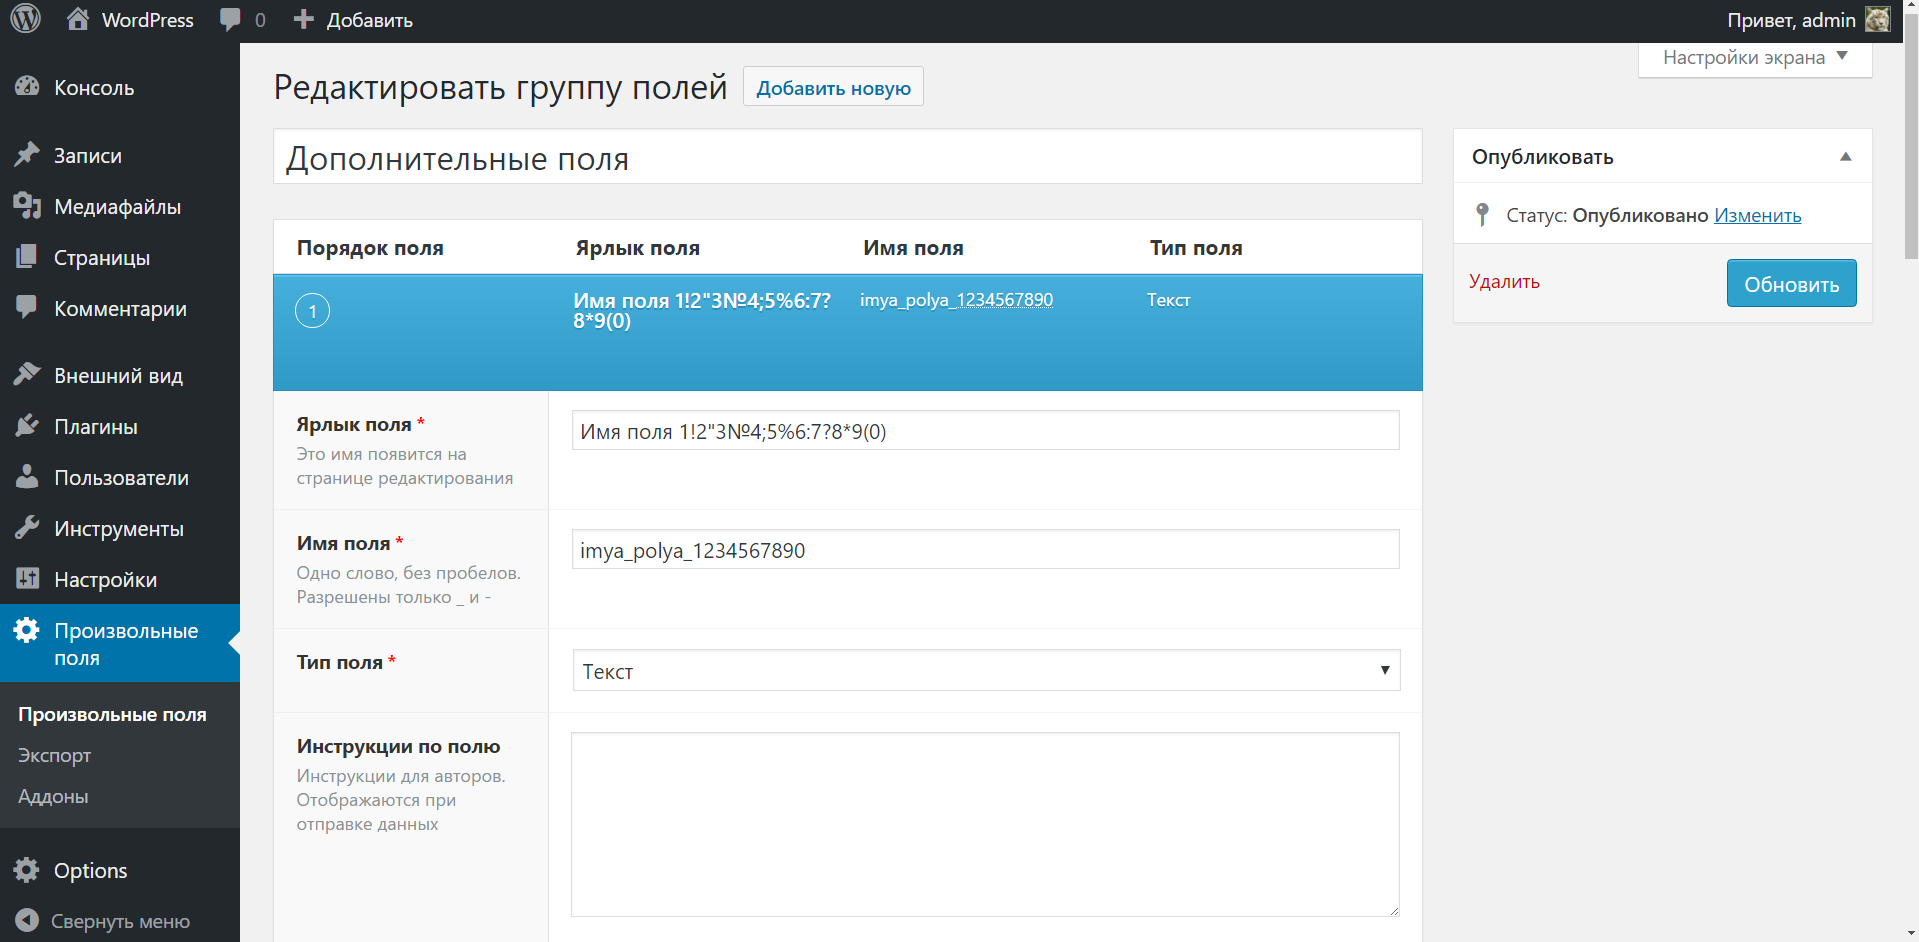 WordPress 0 Добавить Привет, admin
Настройки экрана
Консоль
Записи
Медиафайлы
Страницы
Комментарии
Внешний вид
Плагины
Пользователи
Инструменты
Настройки
Произвольные
поля
Произвольные поля
Экспорт
Аддоны
Options
Свернуть меню
Редактировать группу полей Добавить новую
Дополнительные поля
Порядок поля Ярлык поля Имя поля Тип поля
1 Имя поля 1!2"3№4;5%6:7? imya_polya_1234567890 Текст
8*9(0)
Ярлык поля * Имя поля 1!2"3№4;5%6:7?8*9(0)
Это имя появится на
странице редактирования
Имя поля * imya_polya_1234567890
Одно слово, без пробелов.
Разрешены только _ и -
Тип поля * Текст
Инструкции по полю
Инструкции для авторов.
Отображаются при
отправке данных
Опубликовать
Статус: Опубликовано Изменить
Удалить Обновить